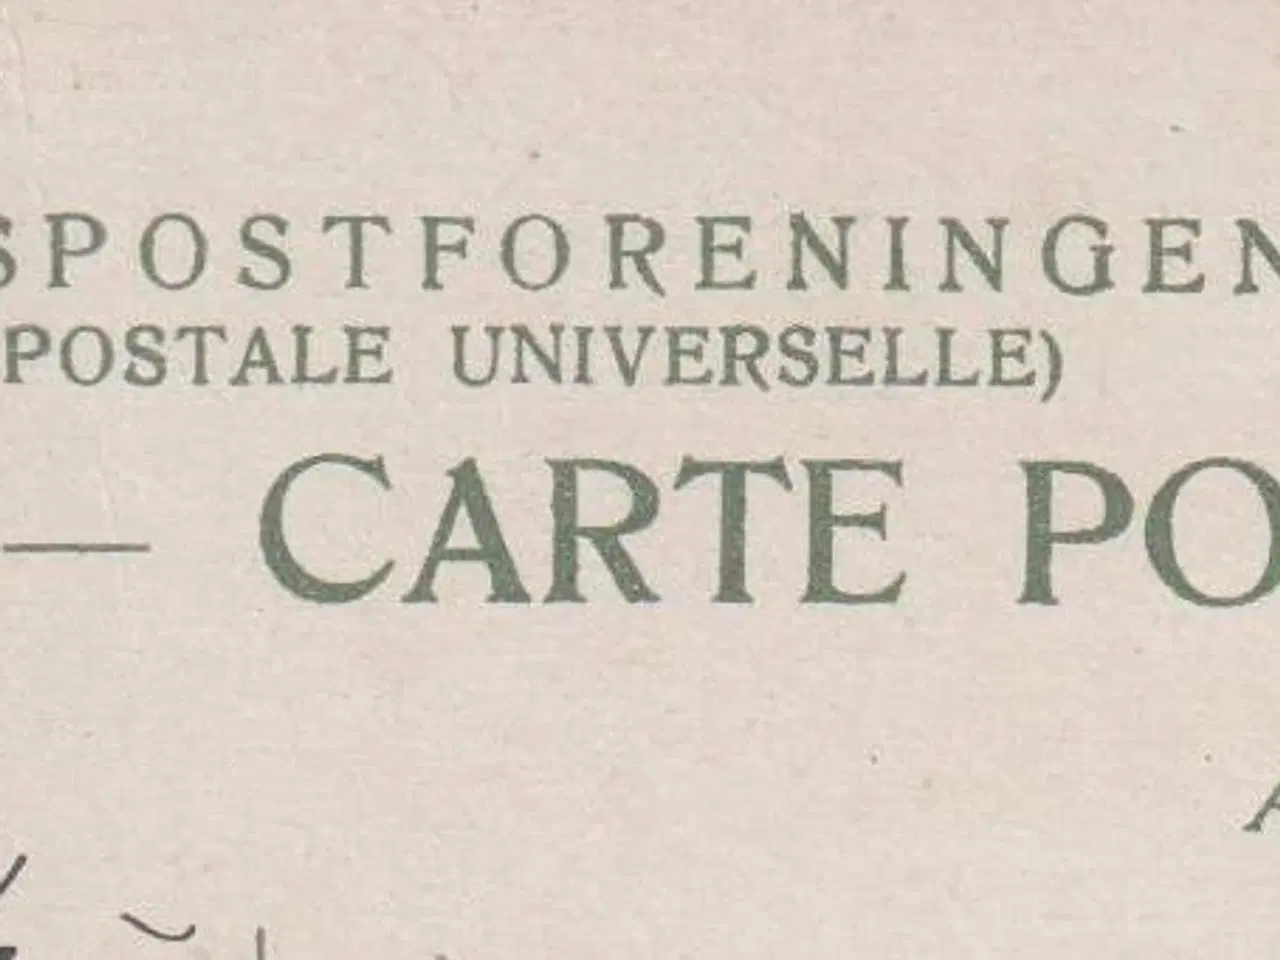 SPOSTFORENINGEN
POSTALE UNIVERSELLE)
— CARTE PO
A